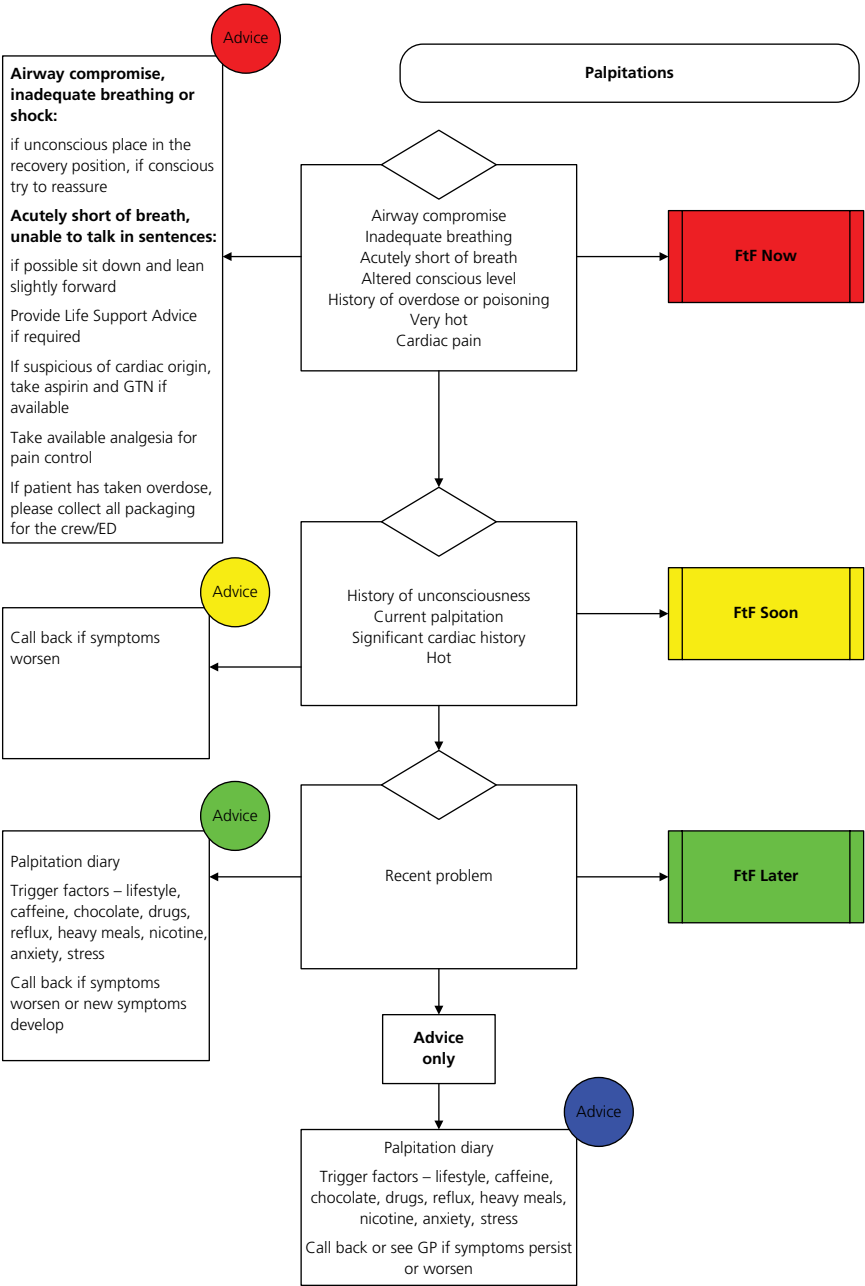 Advice
Palpitations
Airway compromise,
inadequate breathing or
shock:
if unconscious place in the
recovery position, if conscious
try to reassure
Acutely short of breath,
unable to talk in sentences:
if possible sit down and lean
slightly forward
Provide Life Support Advice
if required
If suspicious of cardiac origin,
take aspirin and GTN if
available
Take available analgesia for
pain control
If patient has taken overdose,
please collect all packaging
for the crew/ED
Airway compromise
Inadequate breathing
Acutely short of breath
Altered conscious level
History of overdose or poisoning
Very hot
Cardiac pain
FtF Now
Advice
Call back if symptoms
worsen
History of unconsciousness
Current palpitation
Significant cardiac history
Hot
FtF Soon
Advice
Palpitation diary
Trigger factors – lifestyle,
caffeine, chocolate, drugs,
reflux, heavy meals, nicotine,
anxiety, stress
Call back if symptoms
worsen or new symptoms
develop
Recent problem
FtF Later
Advice
only
Advice
Palpitation diary
Trigger factors – lifestyle, caffeine,
chocolate, drugs, reflux, heavy meals,
nicotine, anxiety, stress
Call back or see GP if symptoms persist
or worsen